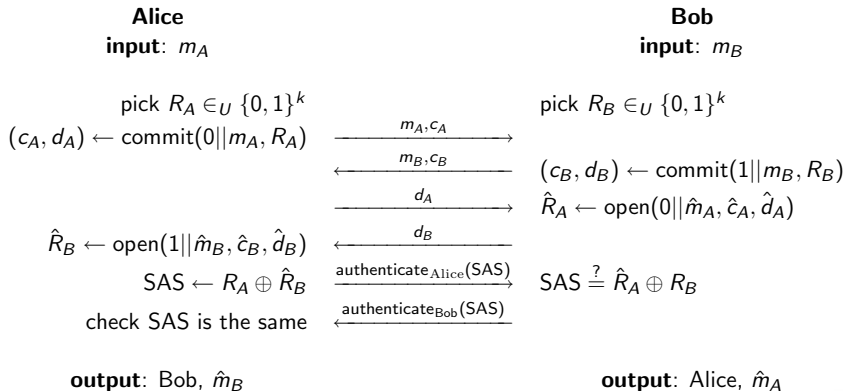 Alice Bob
input: m_A input: m_B
pick R_A ∈_U {0, 1}^k pick R_B ∈_U {0, 1}^k
(c_A, d_A) ← commit(0||m_A, R_A) m_A,c_A
m_B,c_B (c_B, d_B) ← commit(1||m_B, R_B)
d_A R̂_A ← open(0||m̂_A, ĉ_A, d̂_A)
R̂_B ← open(1||m̂_B, ĉ_B, d̂_B) d_B
SAS ← R_A ⊕ R̂_B authenticate_Alice(SAS) SAS ≟ R̂_A ⊕ R_B
check SAS is the same authenticate_Bob(SAS)
output: Bob, m̂_B output: Alice, m̂_A